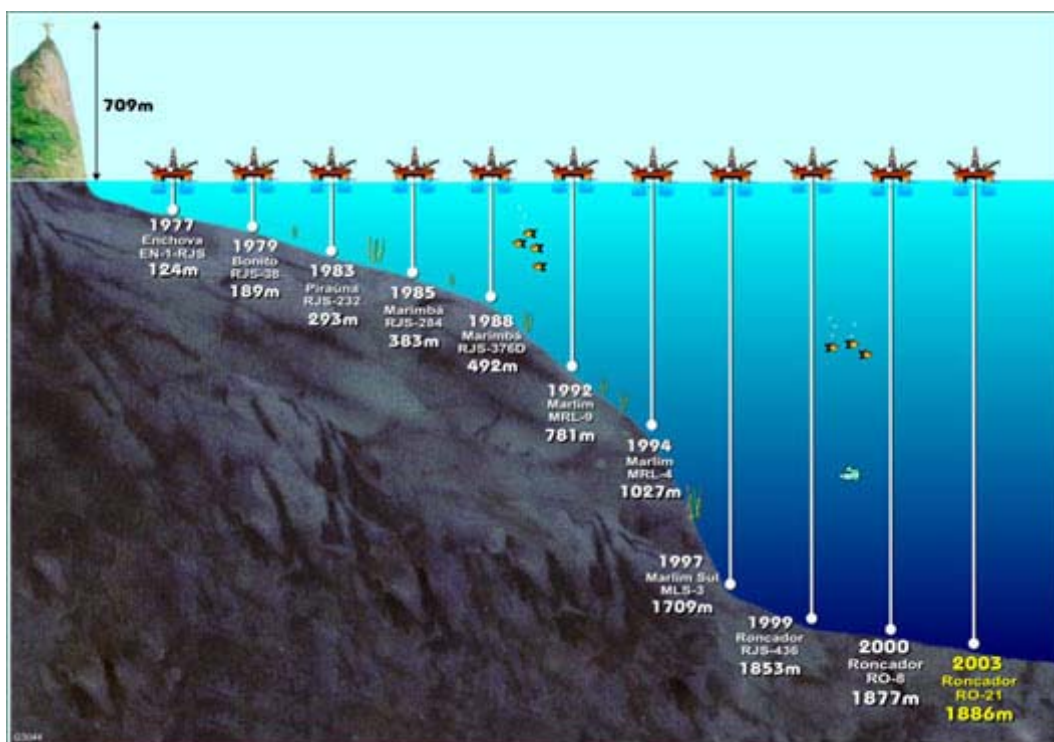 709m
1977
Enchova
EN-1-RJS
124m
1979
Bonito
RJS-38
189m
1983
Piraúna
RJS-232
293m
1985
Marimbá
RJS-284
383m
1988
Marimbá
RJS-376D
492m
1992
Marlim
MRL-9
781m
1994
Marlim
MRL-4
1027m
1997
Marlim Sul
MLS-3
1709m
1999
Roncador
RJS-436
1853m
2000
Roncador
RO-8
1877m
2003
Roncador
RO-21
1886m